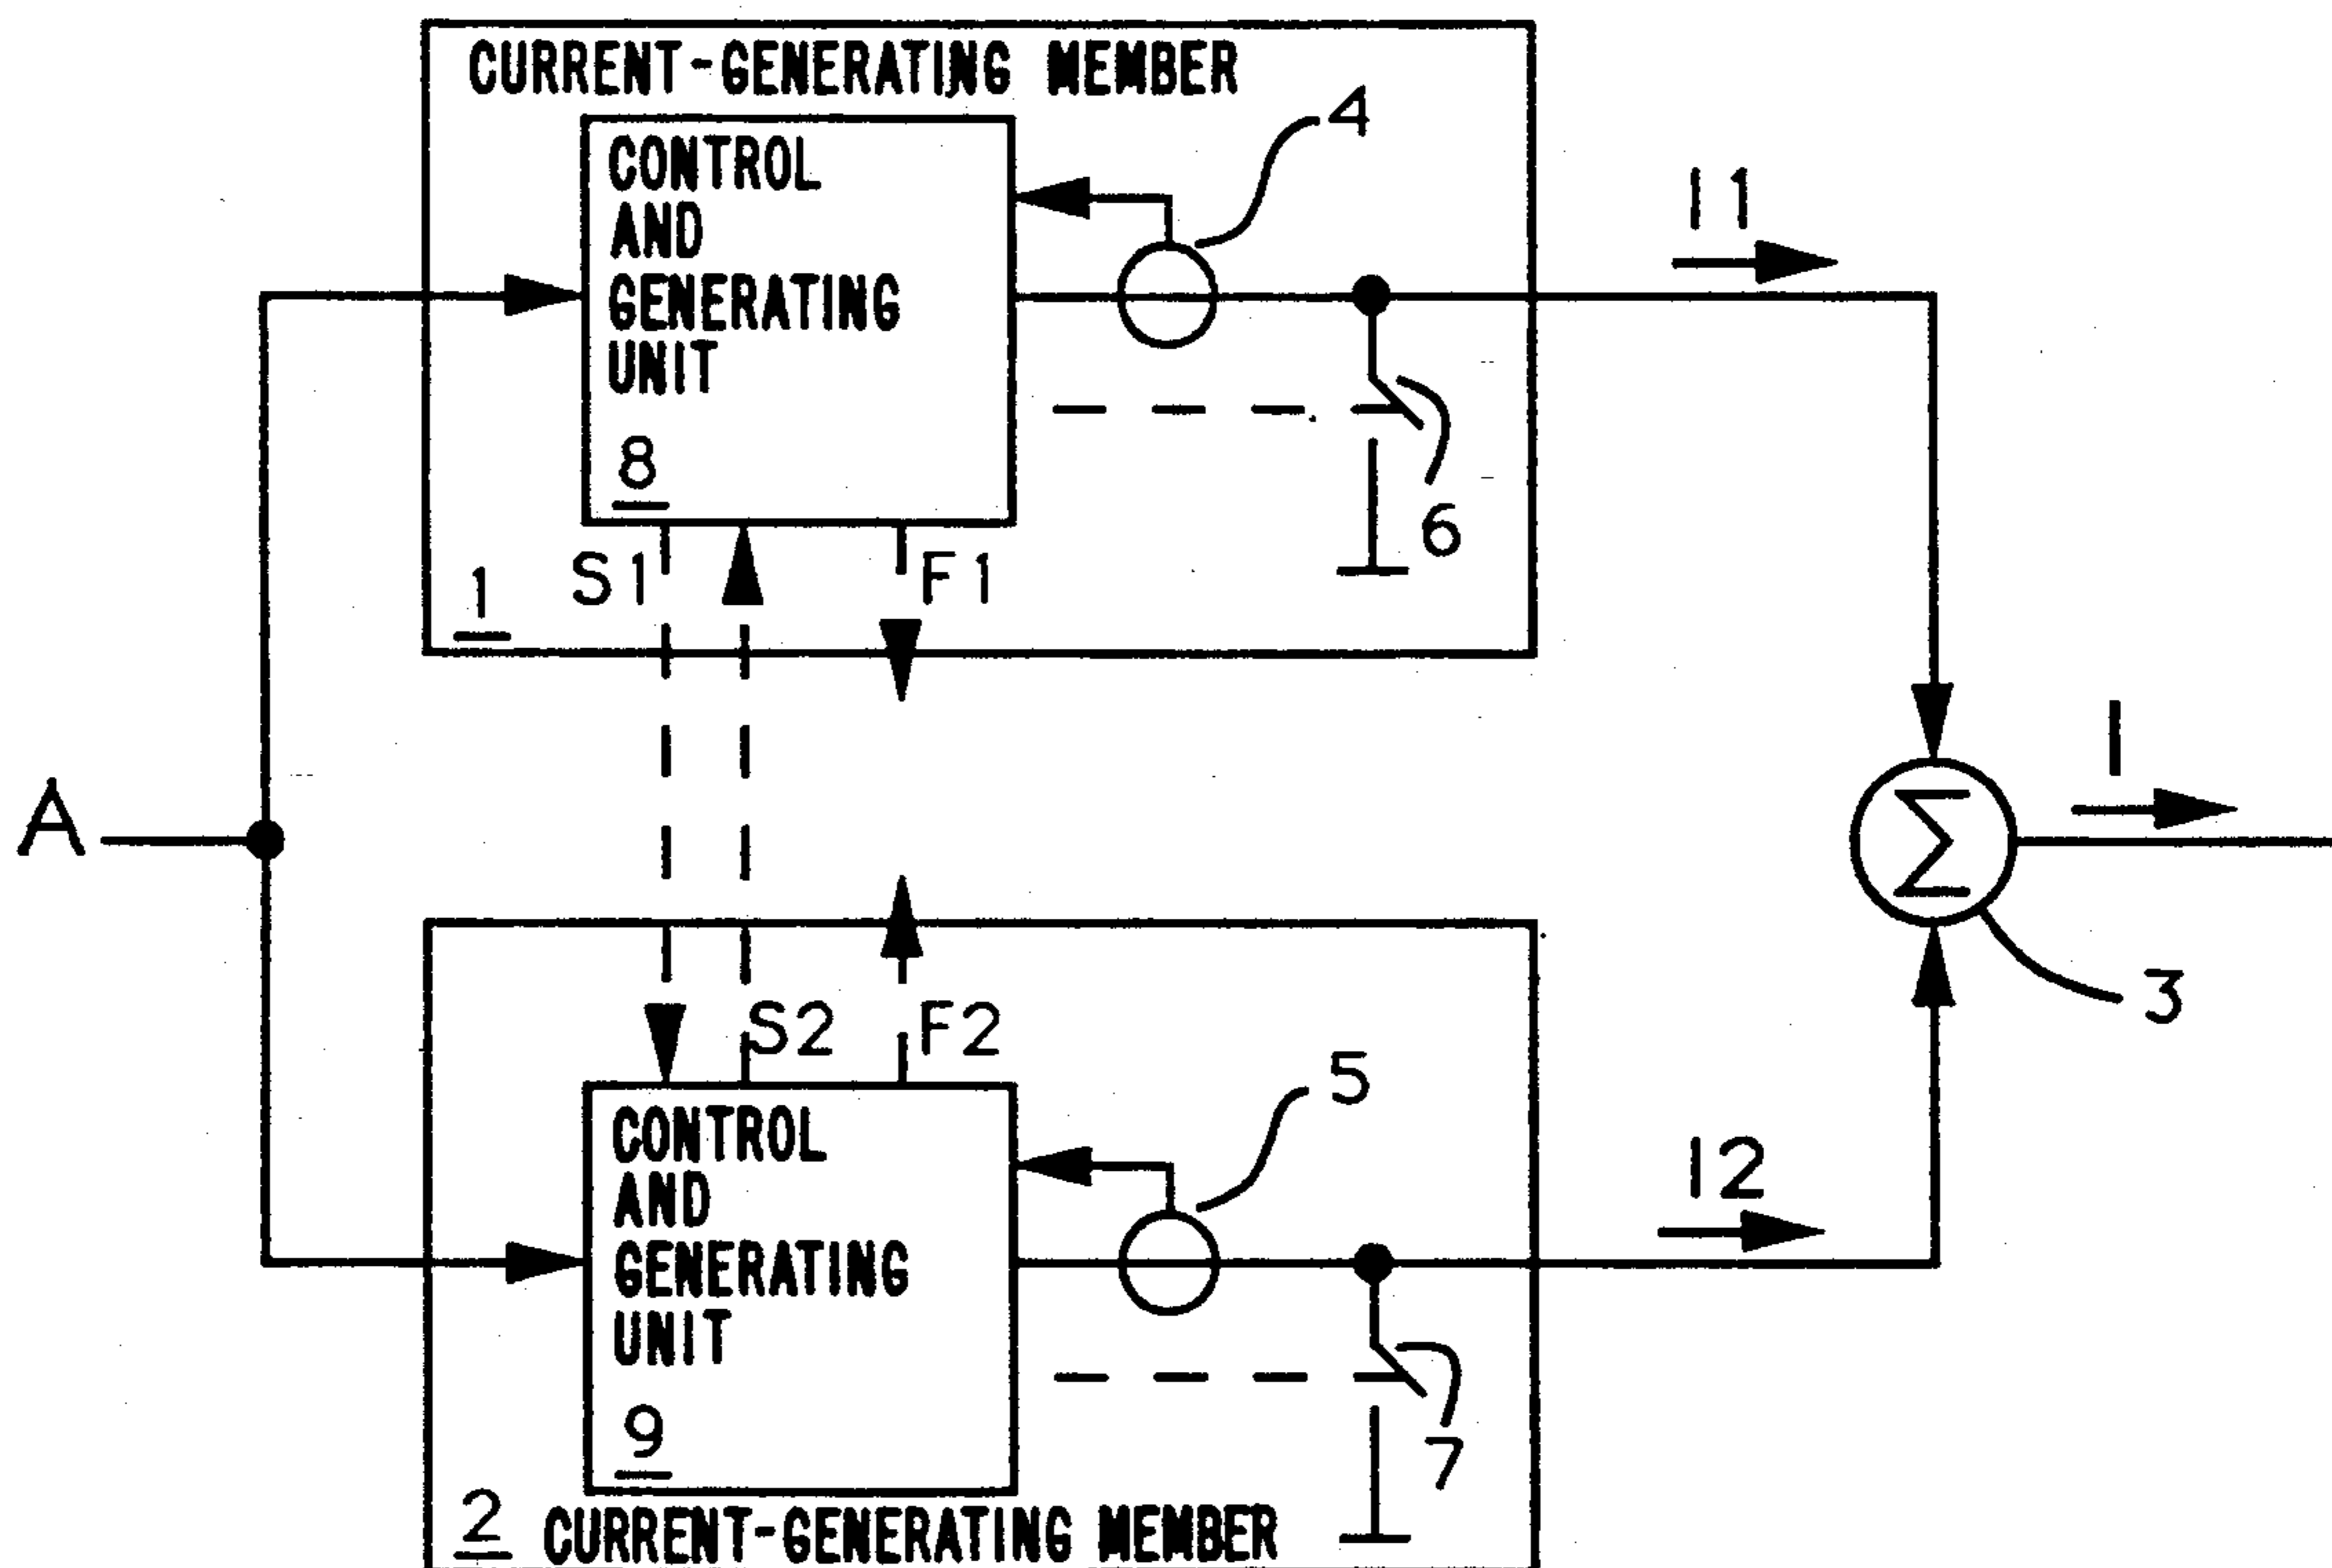 CURRENT-GENERATING MEMBER
4
CONTROL
AND
GENERATING
UNIT
8
I1
6
S1
F1
1
A
I
Σ
3
S2
F2
5
CONTROL
AND
GENERATING
UNIT
9
I2
7
2 CURRENT-GENERATING MEMBER